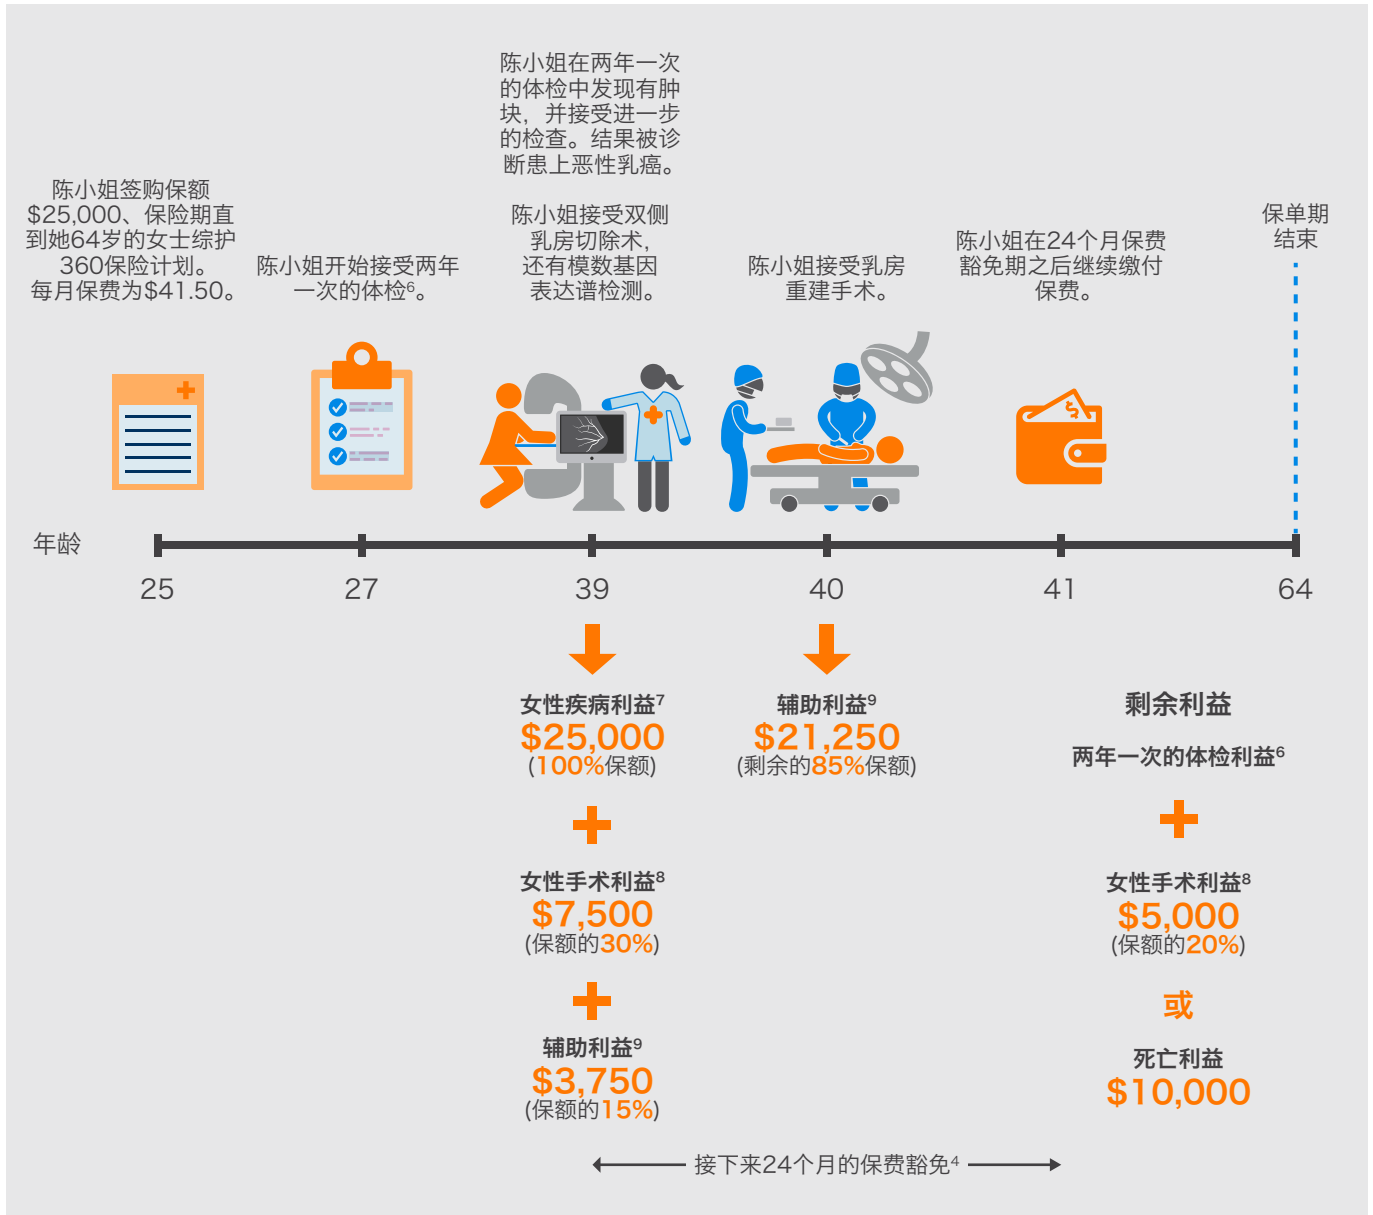 陈小姐签购保额
$25,000、保险期直
到她64岁的女士综护
360保险计划。
每月保费为$41.50。
陈小姐开始接受两年
一次的体检⁶。
陈小姐在两年一次
的体检中发现有肿
块，并接受进一步
的检查。结果被诊
断患上恶性乳癌。
陈小姐接受双侧
乳房切除术，
还有模数基因
表达谱检测。
陈小姐接受乳房
重建手术。
陈小姐在24个月保费
豁免期之后继续缴付
保费。
保单期
结束
年龄
25
27
39
40
41
64
女性疾病利益⁷
$25,000
(100%保额)
女性手术利益⁸
$7,500
(保额的30%)
辅助利益⁹
$3,750
(保额的15%)
辅助利益⁹
$21,250
(剩余的85%保额)
剩余利益
两年一次的体检利益⁶
女性手术利益⁸
$5,000
(保额的20%)
或
死亡利益
$10,000
接下来24个月的保费豁免⁴